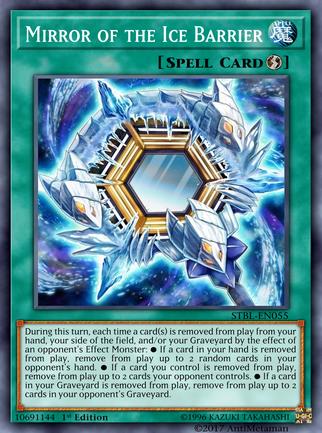 MIRROR OF THE ICE BARRIER
[SPELL CARD]
STBL-EN055
During this turn, each time a card(s) is removed from play from your
hand, your side of the field, and/or your Graveyard by the effect of
an opponent's Effect Monster: ● If a card in your hand is removed
from play, remove from play up to 2 random cards in your
opponent's hand. ● If a card you control is removed from play,
remove from play up to 2 cards your opponent controls. ● If a card
in your Graveyard is removed from play, remove from play up to 2
cards in your opponent's Graveyard.
10691144 1st Edition ©1996 KAZUKI TAKAHASHI
©2017 AntiMetaman